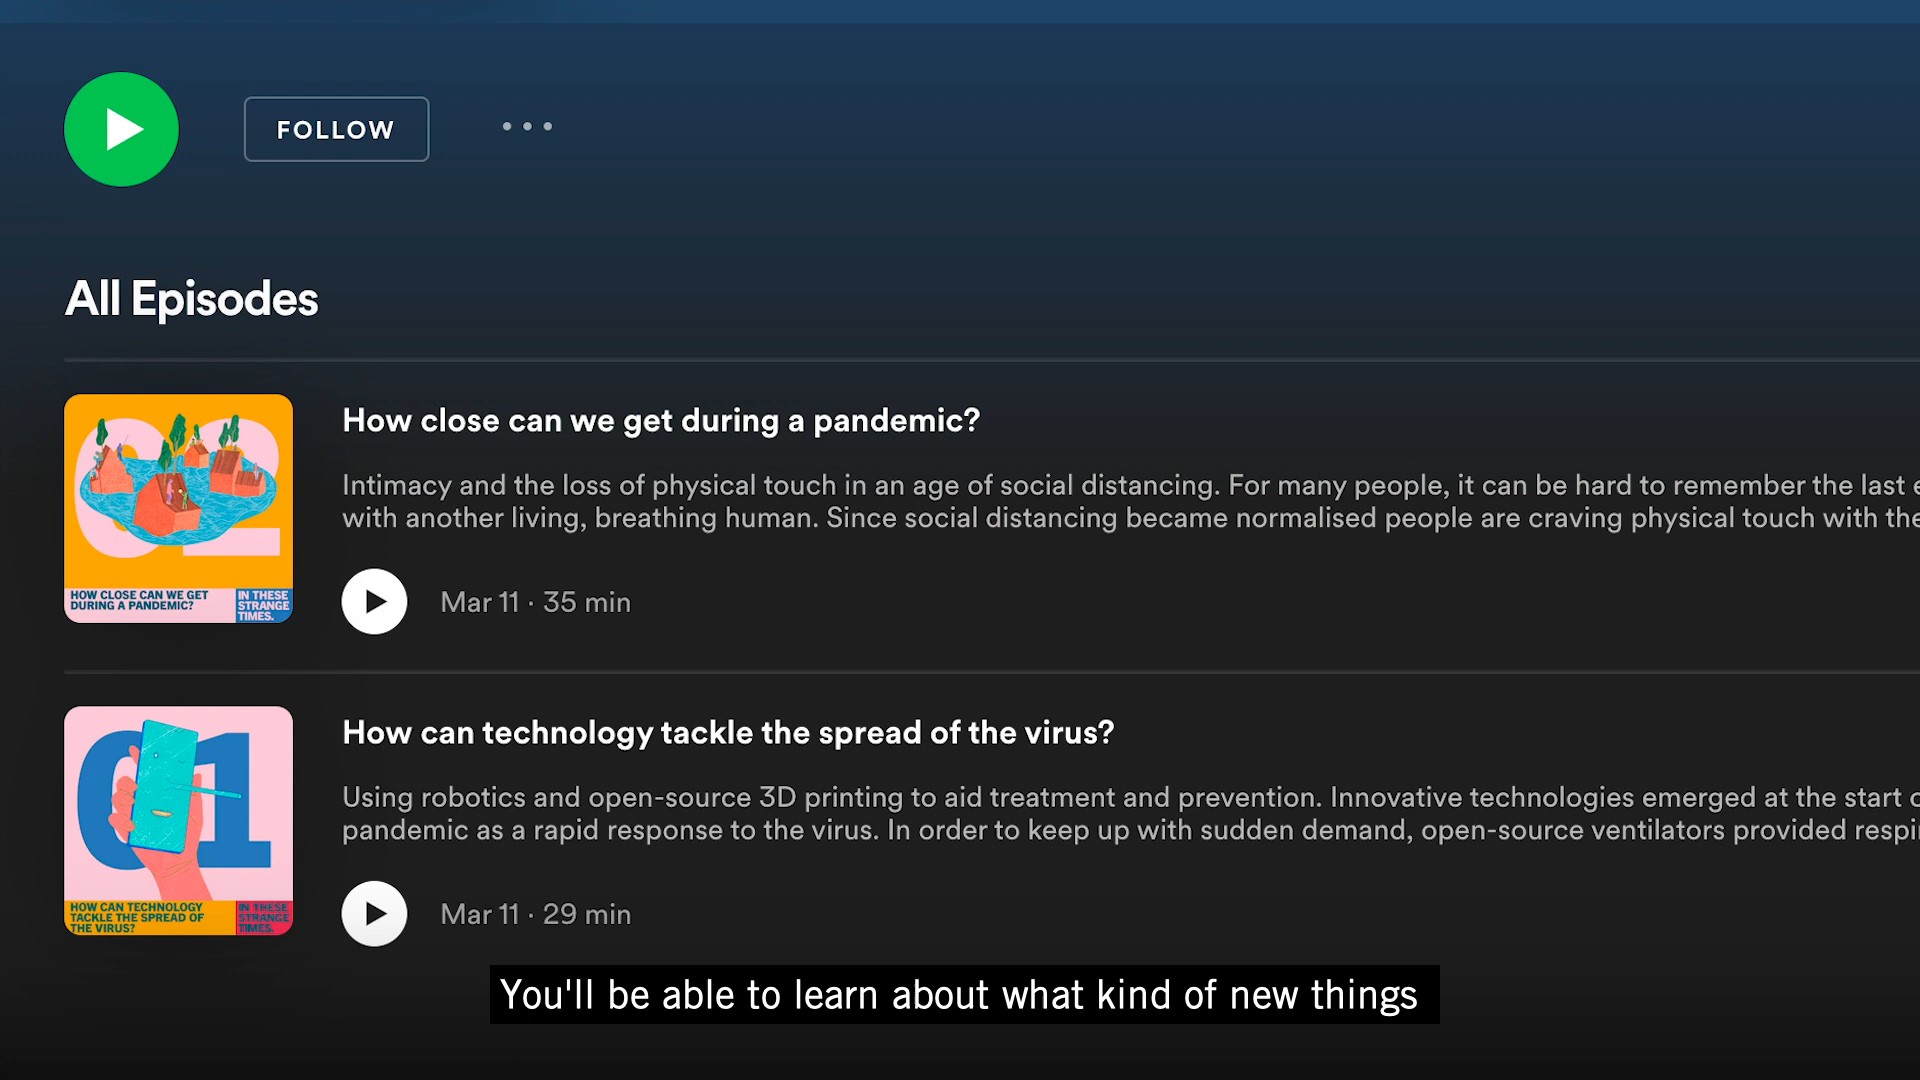 FOLLOW
All Episodes
How close can we get during a pandemic?
Intimacy and the loss of physical touch in an age of social distancing. For many people, it can be hard to remember the last
with another living, breathing human. Since social distancing became normalised people are craving physical touch with
Mar 11 · 35 min
HOW CLOSE CAN WE GET
DURING A PANDEMIC?
IN THESE
STRANGE
TIMES.
02
How can technology tackle the spread of the virus?
Using robotics and open-source 3D printing to aid treatment and prevention. Innovative technologies emerged at the start
pandemic as a rapid response to the virus. In order to keep up with sudden demand, open-source ventilators provided
Mar 11 · 29 min
01
HOW CAN TECHNOLOGY
TACKLE THE SPREAD OF
THE VIRUS?
IN THESE
STRANGE
TIMES.
You'll be able to learn about what kind of new things